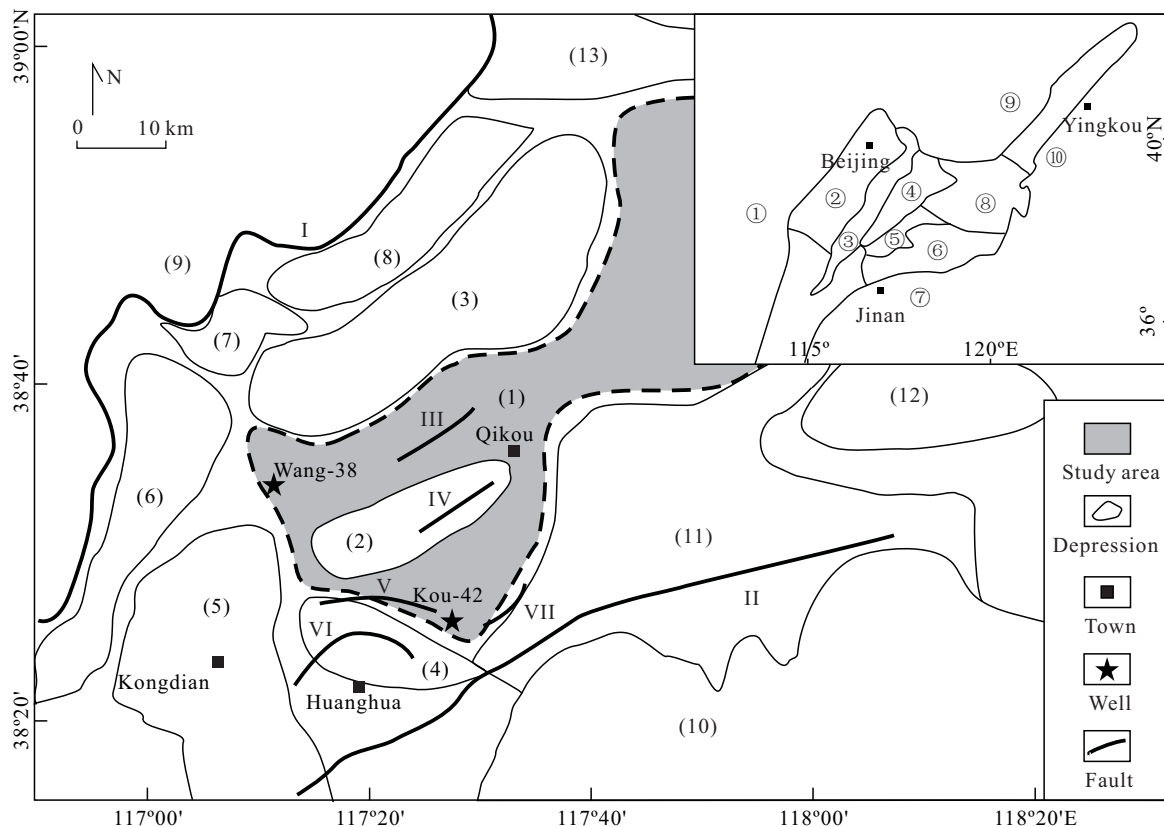 39°00'N
38°40'
38°20'
N
0 10 km
(13)
I
(9)
(8)
(3)
(7)
(1)
III
Qikou
Wang-38
(6)
IV
(2)
(11)
(12)
Kou-42
V
VII
II
(5)
VI
(4)
Kongdian
Huanghua
(10)
117°00'
117°20'
117°40'
118°00'
118°20'E
⑨
Yingkou
40°N
Beijing
⑩
①
②
④
⑧
③
⑤
⑥
⑦
Jinan
36°
115°
120°E
Study area
Depression
Town
Well
Fault